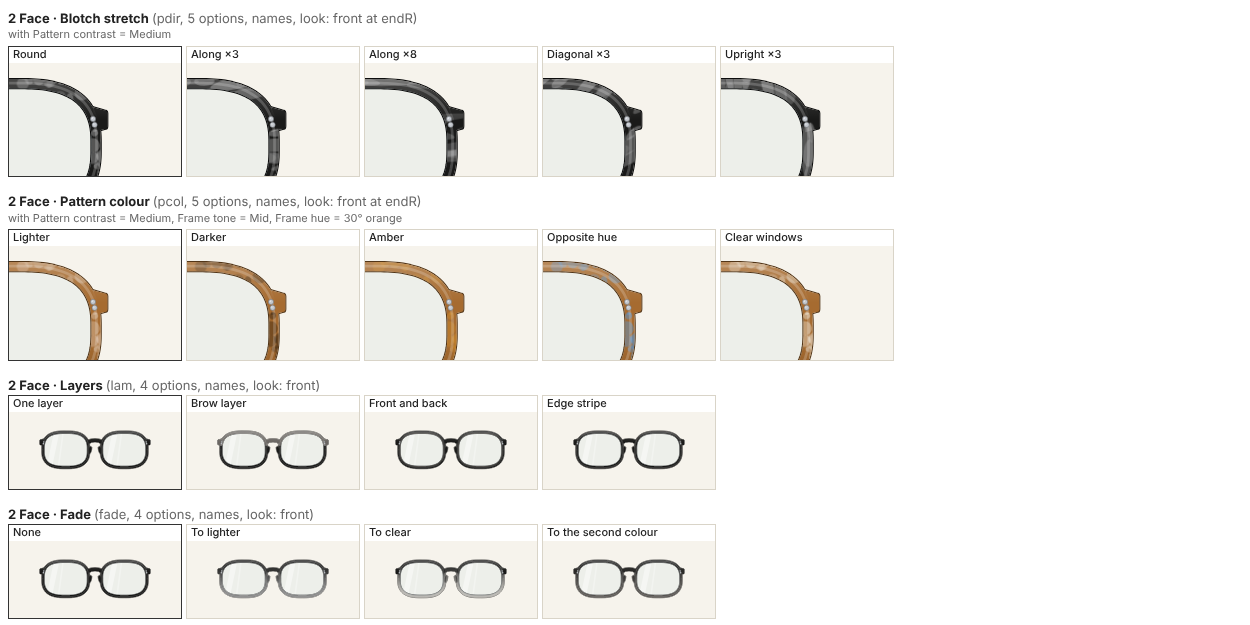 2 Face · Blotch stretch (pdir, 5 options, names, look: front at endR)
with Pattern contrast = Medium
Round
Along ×3
Along ×8
Diagonal ×3
Upright ×3
2 Face · Pattern colour (pcol, 5 options, names, look: front at endR)
with Pattern contrast = Medium, Frame tone = Mid, Frame hue = 30° orange
Lighter
Darker
Amber
Opposite hue
Clear windows
2 Face · Layers (lam, 4 options, names, look: front)
One layer
Brow layer
Front and back
Edge stripe
2 Face · Fade (fade, 4 options, names, look: front)
None
To lighter
To clear
To the second colour